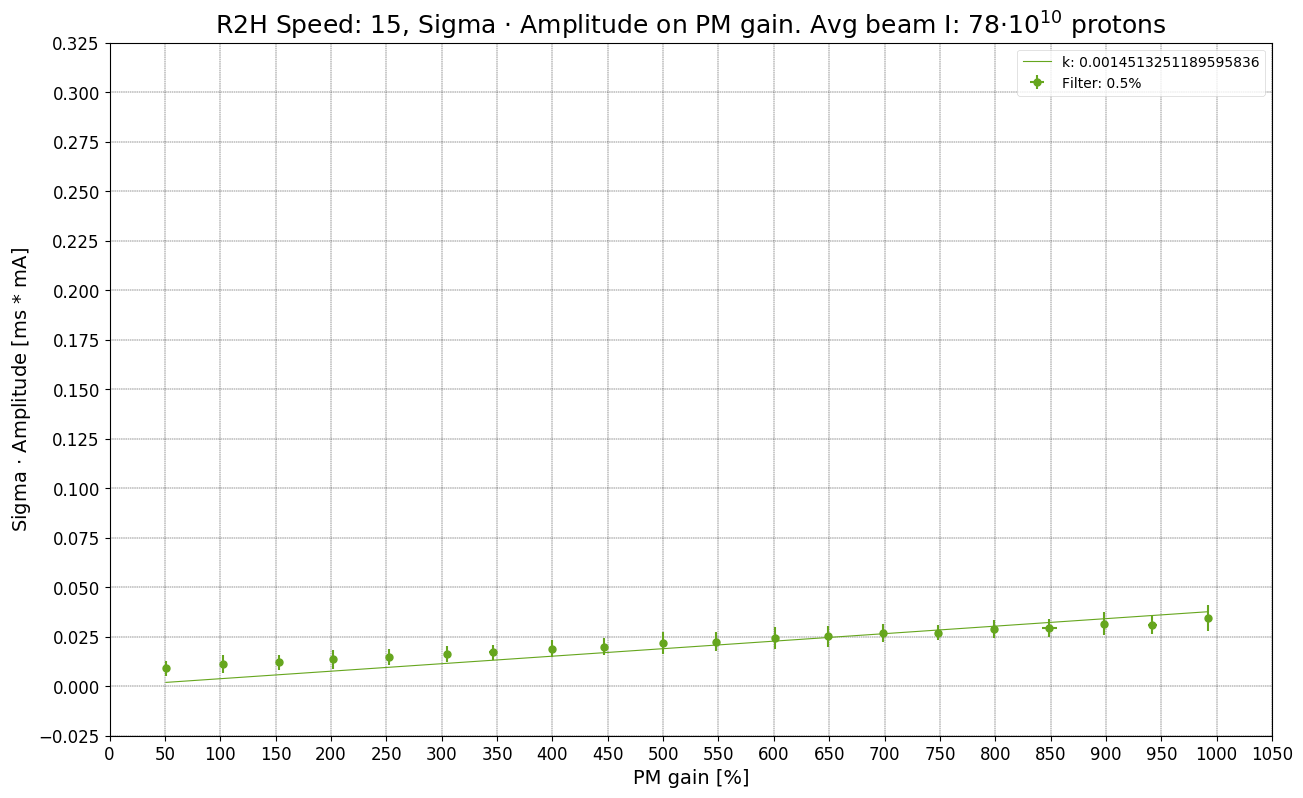 R2H Speed: 15, Sigma · Amplitude on PM gain. Avg beam I: 78·10^10 protons
k: 0.0014513251189595836
Filter: 0.5%
Sigma · Amplitude [ms * mA]
0.325
0.300
0.275
0.250
0.225
0.200
0.175
0.150
0.125
0.100
0.075
0.050
0.025
0.000
−0.025
0 50 100 150 200 250 300 350 400 450 500 550 600 650 700 750 800 850 900 950 1000 1050
PM gain [%]